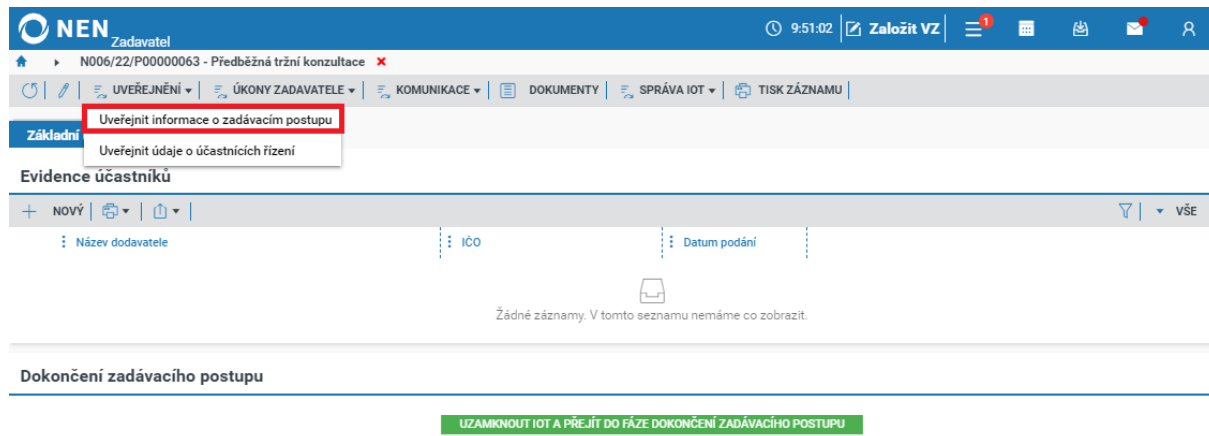 NEN Zadavatel 9:51:02 Založit VZ 1
N006/22/P00000063 - Předběžná tržní konzultace
UVEŘEJNĚNÍ ÚKONY ZADAVATELE KOMUNIKACE DOKUMENTY SPRÁVA IOT TISK ZÁZNAMU
Uveřejnit informace o zadávacím postupu
Základní
Uveřejnit údaje o účastnících řízení
Evidence účastníků
NOVÝ VŠE
Název dodavatele IČO Datum podání
Žádné záznamy. V tomto seznamu nemáme co zobrazit.
Dokončení zadávacího postupu
UZAMKNOUT IOT A PŘEJÍT DO FÁZE DOKONČENÍ ZADÁVACÍHO POSTUPU